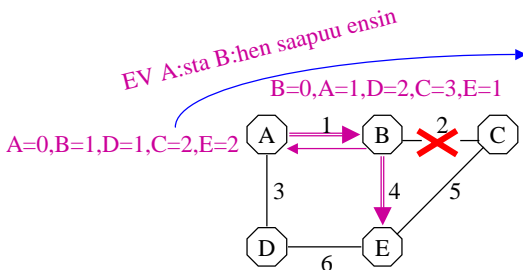 EV A:sta B:hen saapuu ensin
B=0,A=1,D=2,C=3,E=1
A=0,B=1,D=1,C=2,E=2
A 1 B 2 C
3 4 5
D 6 E